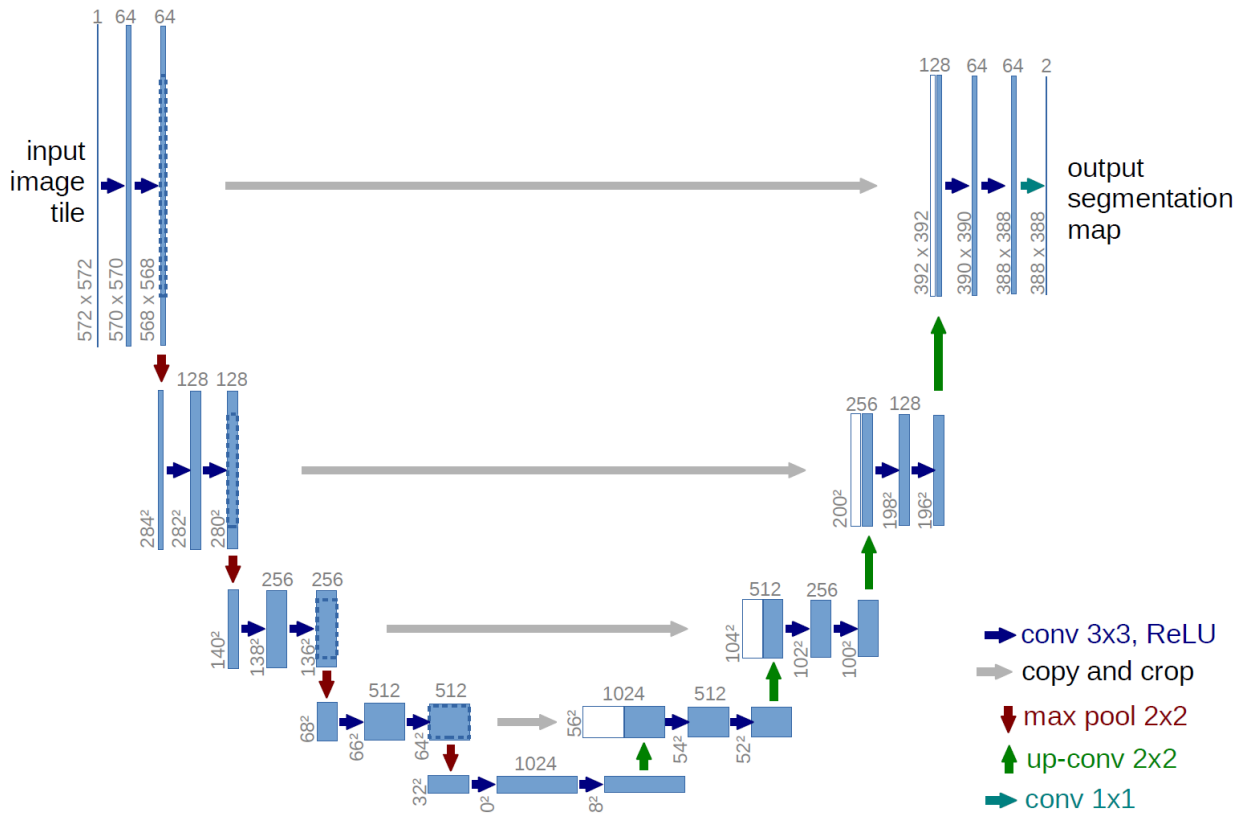 1 64 64
128 64 64 2
input
image
tile
output
segmentation
map
572 x 572
570 x 570
568 x 568
392 x 392
390 x 390
388 x 388
388 x 388
128 128
256 128
284²
282²
280²
200²
198²
196²
256 256
512 256
140²
138²
136²
104²
102²
100²
conv 3x3, ReLU
copy and crop
max pool 2x2
up-conv 2x2
conv 1x1
512 512
1024 512
68²
66²
64²
56²
54²
52²
1024
32²
0²
8²